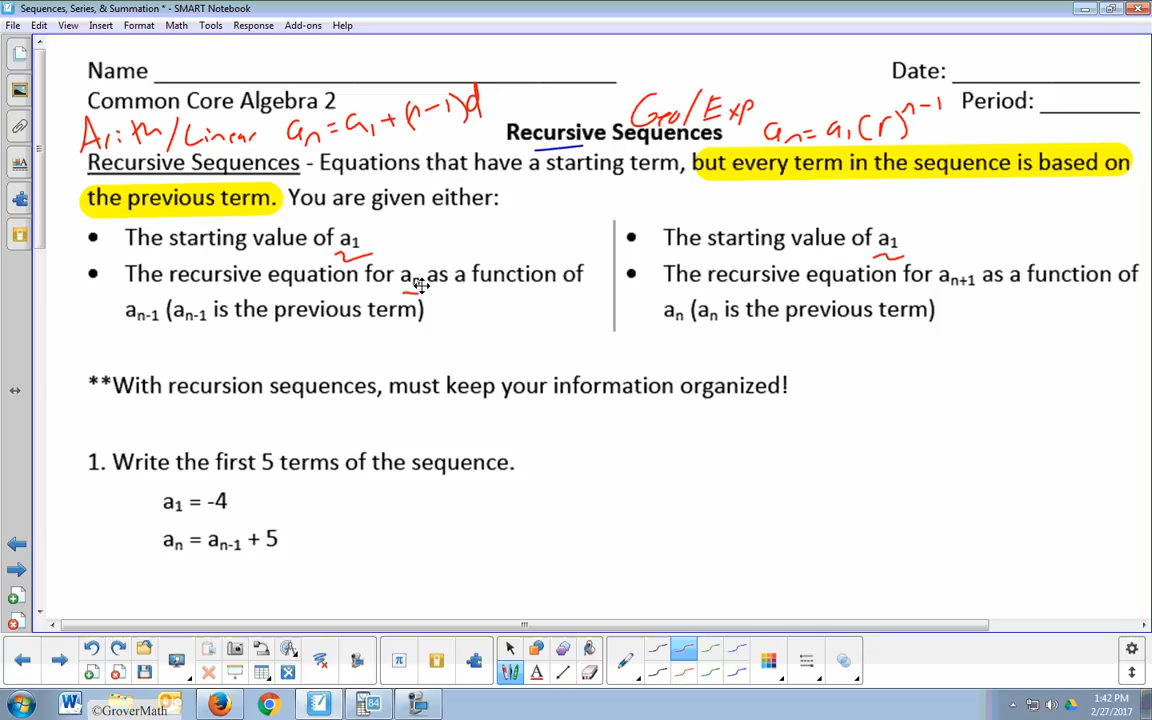 Sequences, Series, & Summation * - SMART Notebook
File Edit View Insert Format Math Tools Response Add-ons Help
Name _______________________________ Date: ____________
Common Core Algebra 2 Period: ________
Arith/Linear aₙ = a₁ + (n-1)d Geo/Exp aₙ = a₁(r)ⁿ⁻¹
Recursive Sequences
Recursive Sequences - Equations that have a starting term, but every term in the sequence is based on
the previous term. You are given either:
• The starting value of a₁
• The recursive equation for aₙ as a function of
aₙ₋₁ (aₙ₋₁ is the previous term)
• The starting value of a₁
• The recursive equation for aₙ₊₁ as a function of
aₙ (aₙ is the previous term)
**With recursion sequences, must keep your information organized!
1. Write the first 5 terms of the sequence.
a₁ = -4
aₙ = aₙ₋₁ + 5
©GroverMath
84
1:42 PM
2/27/2017